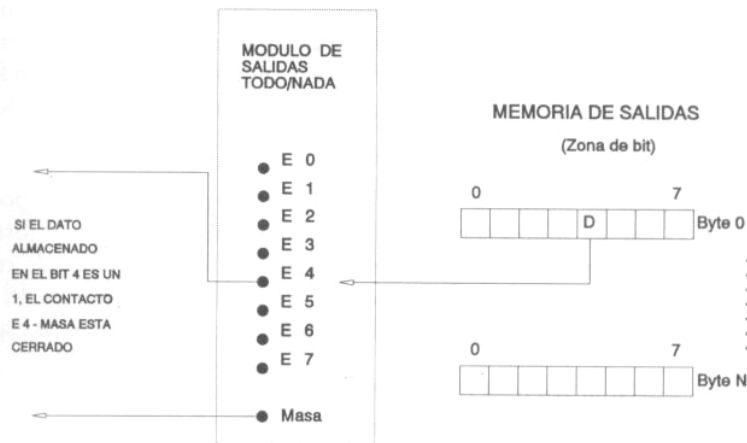 MODULO DE
SALIDAS
TODO/NADA
E 0
E 1
E 2
E 3
E 4
E 5
E 6
E 7
Masa
SI EL DATO
ALMACENADO
EN EL BIT 4 ES UN
1, EL CONTACTO
E 4 - MASA ESTA
CERRADO
MEMORIA DE SALIDAS
(Zona de bit)
0 7
D Byte 0
0 7
Byte N